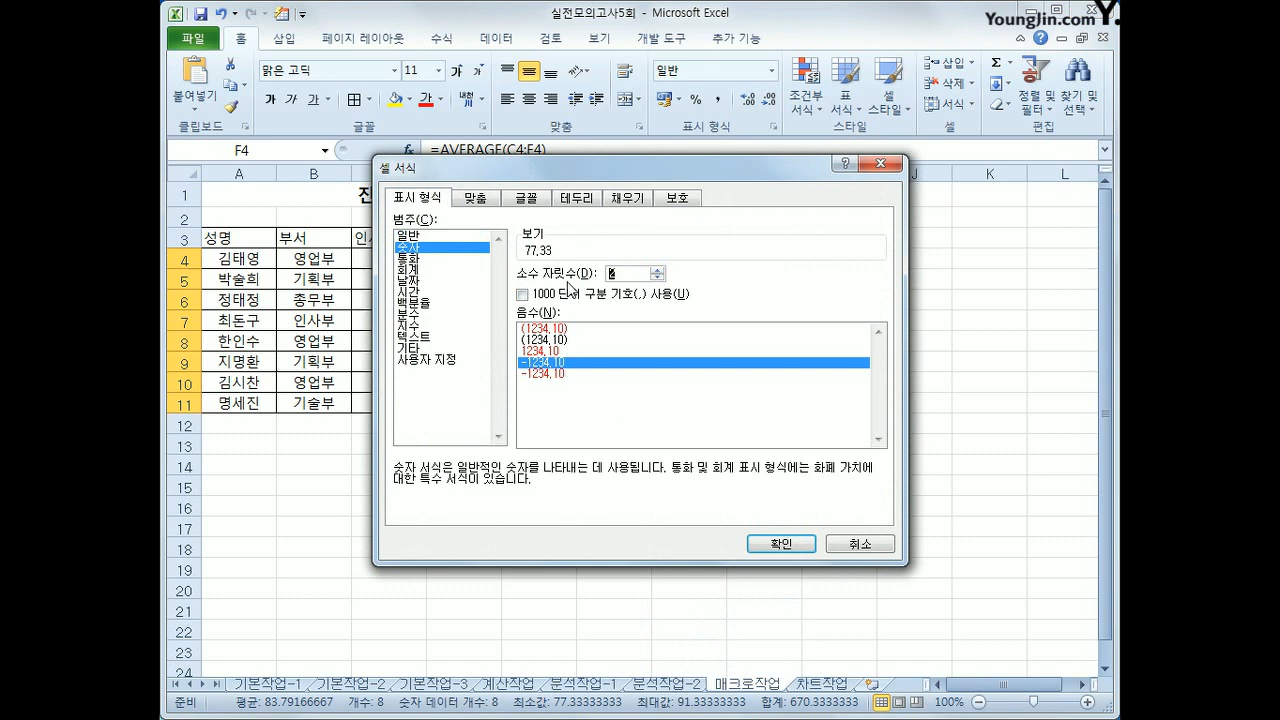 실전모의고사5회 - Microsoft Excel
YoungJin.com Y.
파일 홈 삽입 페이지 레이아웃 수식 데이터 검토 보기 개발 도구 추가 기능
붙여넣기
맑은 고딕 11
가 가 가
일반
조건부 서식
표 서식
셀 스타일
삽입
삭제
서식
정렬 및 필터
찾기 및 선택
클립보드 글꼴 맞춤 표시 형식 스타일 셀 편집
F4 fx =AVERAGE(C4:E4)
A B J K L
1
2
3 성명 부서
4 김태영 영업부
5 박술희 기획부
6 정태정 총무부
7 최돈구 인사부
8 한인수 영업부
9 지명환 기획부
10 김시찬 영업부
11 명세진 기술부
12
13
14
15
16
17
18
19
20
21
22
23
24
셀 서식
표시 형식 맞춤 글꼴 테두리 채우기 보호
범주(C):
일반
숫자
통화
회계
날짜
시간
백분율
분수
지수
텍스트
기타
사용자 지정
보기
77.33
소수 자릿수(D): 2
1000 단위 구분 기호(,) 사용(U)
음수(N):
(1234.10)
(1234.10)
1234.10
-1234.10
-1234.10
숫자 서식은 일반적인 숫자를 나타내는 데 사용됩니다. 통화 및 회계 표시 형식에는 화폐 가치에
대한 특수 서식이 있습니다.
확인 취소
기본작업-1 기본작업-2 기본작업-3 계산작업 분석작업-1 분석작업-2 매크로작업 차트작업
준비 평균: 83.79166667 개수: 8 숫자 데이터 개수: 8 최소값: 77.33333333 최대값: 91.33333333 합계: 670.3333333 100%